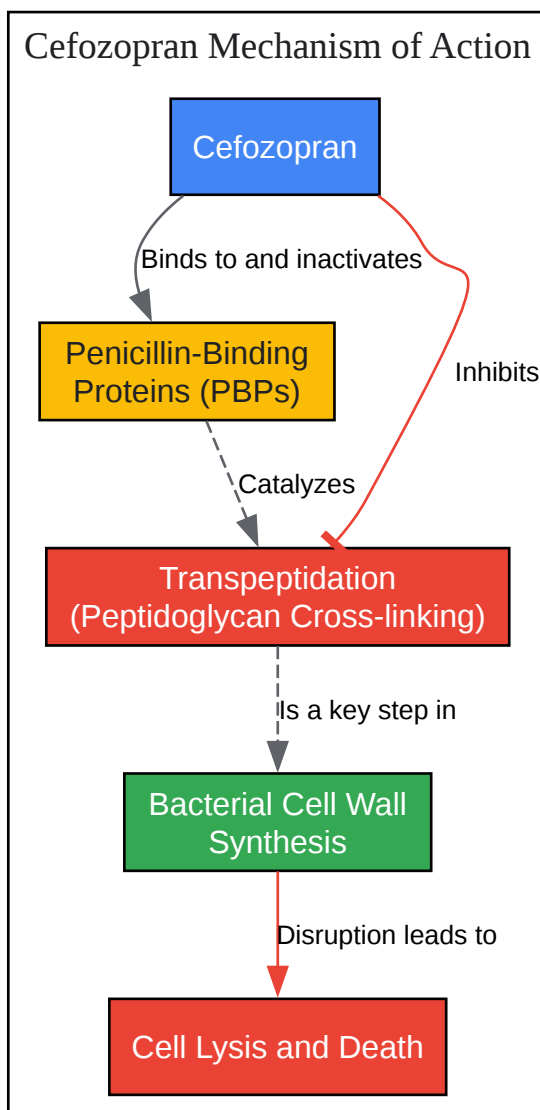 Cefozopran Mechanism of Action
Cefozopran
Binds to and inactivates
Penicillin-Binding
Proteins (PBPs)
Inhibits
Catalyzes
Transpeptidation
(Peptidoglycan Cross-linking)
Is a key step in
Bacterial Cell Wall
Synthesis
Disruption leads to
Cell Lysis and Death